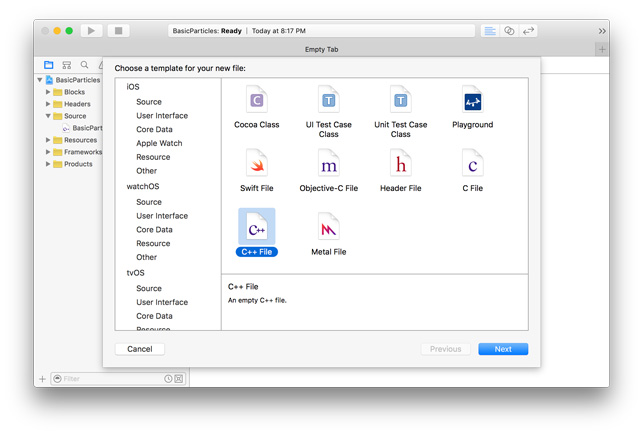 BasicParticles: Ready | Today at 8:17 PM
Empty Tab
BasicParticles
Blocks
Headers
Source
BasicPart
Resources
Frameworks
Products
Filter
Choose a template for your new file:
iOS
Source
User Interface
Core Data
Apple Watch
Resource
Other
watchOS
Source
User Interface
Core Data
Resource
Other
tvOS
Source
User Interface
Core Data
Resource
C
Cocoa Class
T
UI Test Case
Class
T
Unit Test Case
Class
Playground
Swift File
m
Objective-C File
h
Header File
c
C File
C++
C++ File
Metal File
C++ File
An empty C++ file.
Cancel
Previous
Next